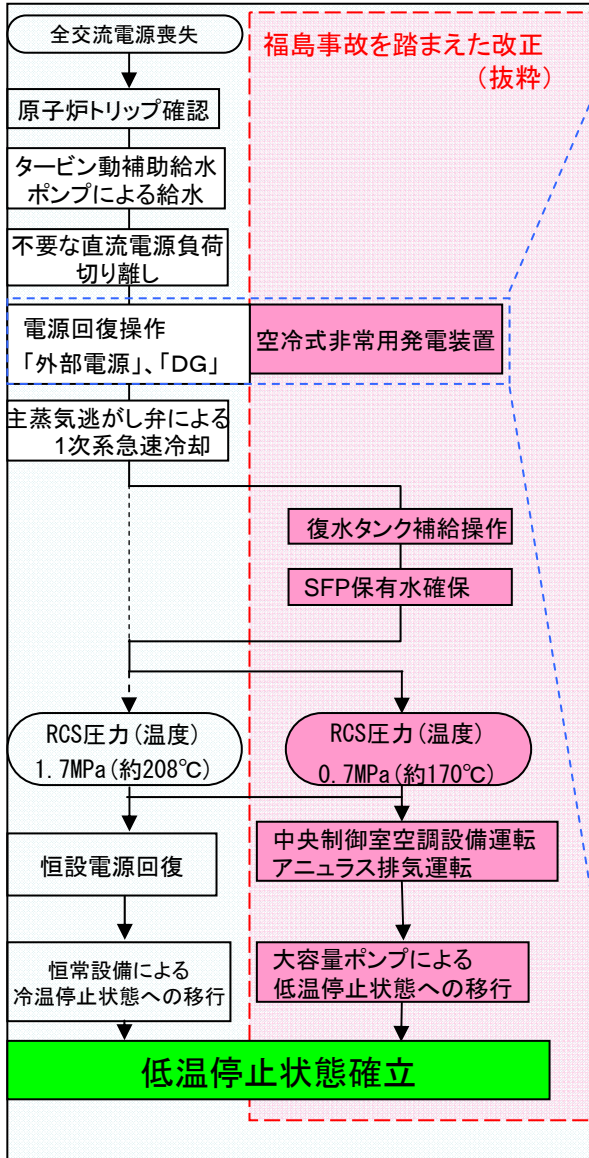 全交流電源喪失
福島事故を踏まえた改正
(抜粋)
原子炉トリップ確認
タービン動補助給水
ポンプによる給水
不要な直流電源負荷
切り離し
電源回復操作
「外部電源」、「DG」
空冷式非常用発電装置
主蒸気逃がし弁による
1次系急速冷却
復水タンク補給操作
SFP保有水確保
RCS圧力(温度)
1.7MPa(約208℃)
RCS圧力(温度)
0.7MPa(約170℃)
恒設電源回復
中央制御室空調設備運転
アニュラス排気運転
恒常設備による
冷温停止状態への移行
大容量ポンプによる
低温停止状態への移行
低温停止状態確立